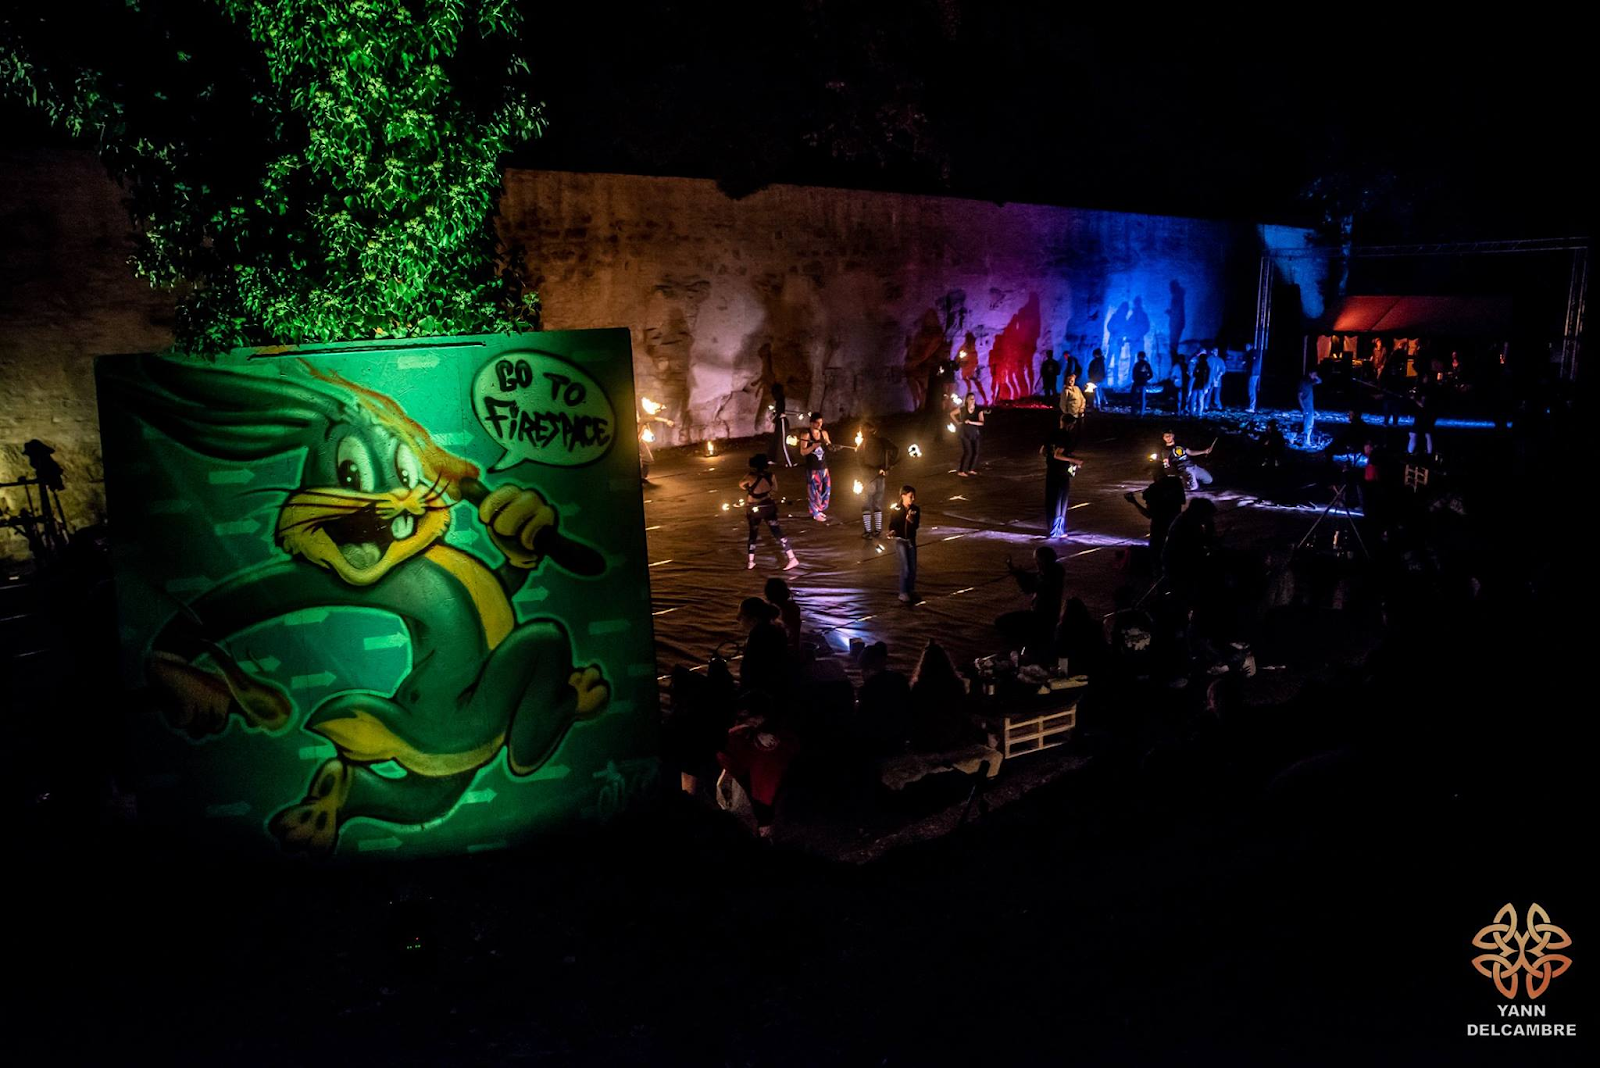 GO TO
FIRESPACE
YANN
DELCAMBRE